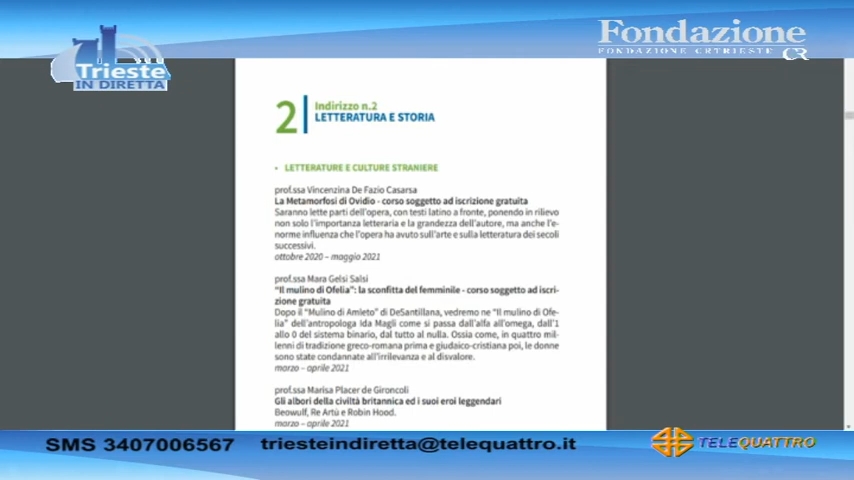 Fondazione
FONDAZIONE CRTRIESTE
CR
Trieste
IN DIRETTA
2
Indirizzo n.2
LETTERATURA E STORIA
• LETTERATURE E CULTURE STRANIERE
prof.ssa Vincenzina De Fazio Casarsa
La Metamorfosi di Ovidio - corso soggetto ad iscrizione gratuita
Saranno lette parti dell'opera, con testi latino a fronte, ponendo in rilievo
non solo l'importanza letteraria e la grandezza dell'autore, ma anche l'e-
norme influenza che l'opera ha avuto sull'arte e sulla letteratura dei secoli
successivi.
ottobre 2020 – maggio 2021
prof.ssa Mara Gelsi Salsi
"Il mulino di Ofelia": la sconfitta del femminile - corso soggetto ad iscri-
zione gratuita
Dopo il "Mulino di Amleto" di DeSantillana, vedremo ne "Il mulino di Ofe-
lia" dell'antropologa Ida Magli come si passa dall'alfa all'omega, dall'1
allo 0 del sistema binario, dal tutto al nulla. Ossia come, in quattro mil-
lenni di tradizione greco-romana prima e giudaico-cristiana poi, le donne
sono state condannate all'irrilevanza e al disvalore.
marzo – aprile 2021
prof.ssa Marisa Placer de Gironcoli
Gli albori della civiltà britannica ed i suoi eroi leggendari
Beowulf, Re Artù e Robin Hood.
marzo – aprile 2021
SMS 3407006567 triesteindiretta@telequattro.it
TELEQUATTRO